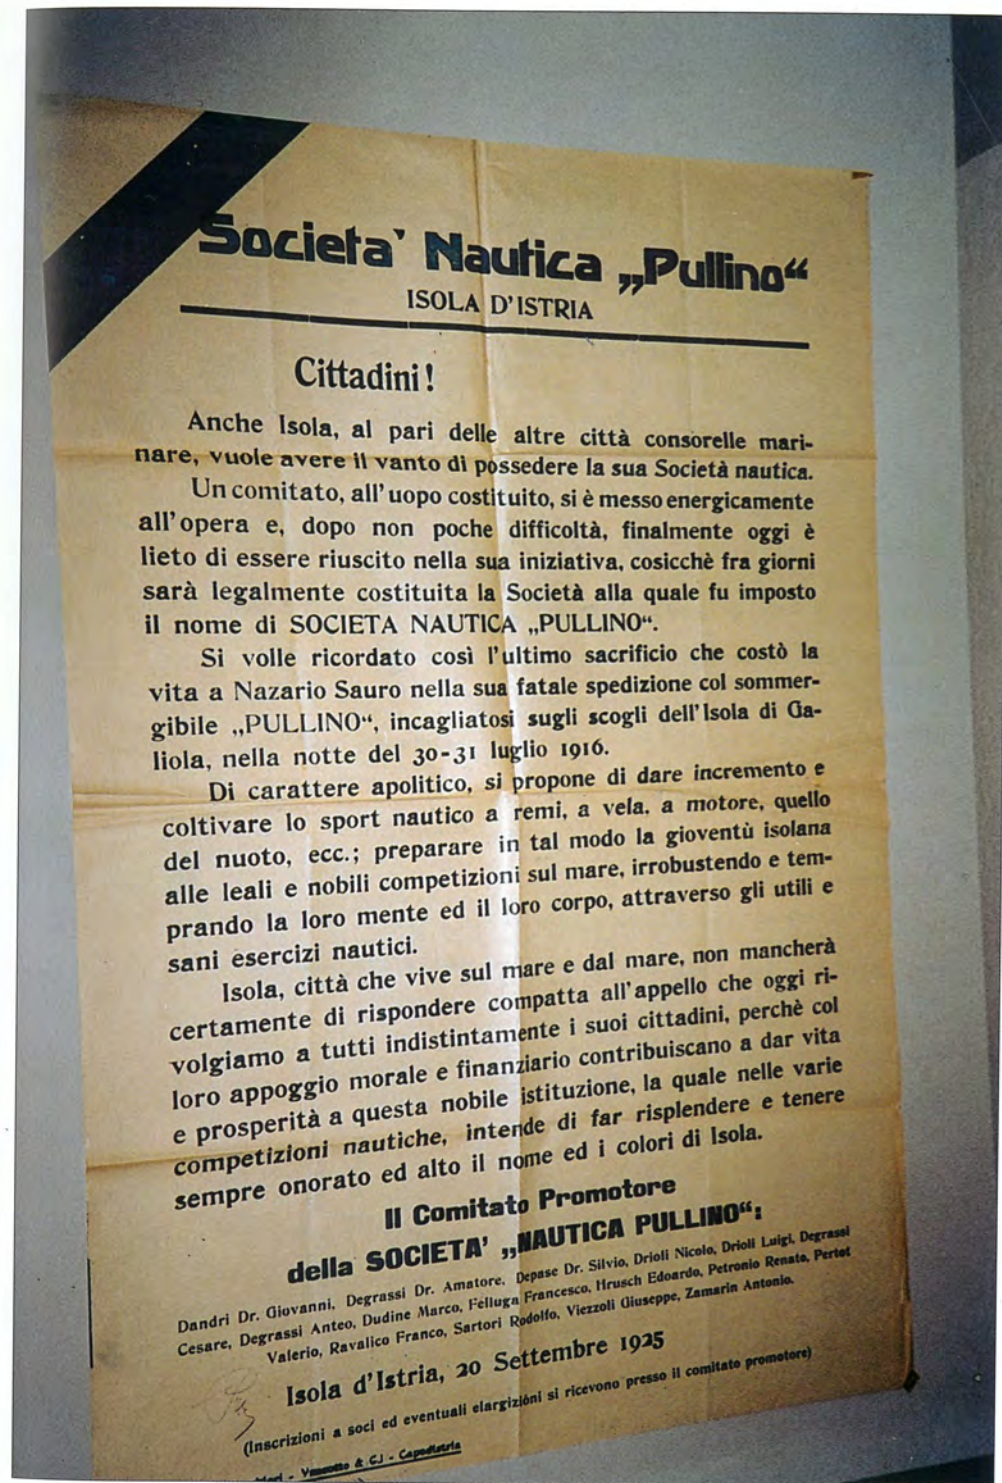 Societa' Nautica „Pullino“
ISOLA D'ISTRIA
Cittadini!
Anche Isola, al pari delle altre città consorelle mari-
nare, vuole avere il vanto di possedere la sua Società nautica.
Un comitato, all'uopo costituito, si è messo energicamente
all'opera e, dopo non poche difficoltà, finalmente oggi è
lieto di essere riuscito nella sua iniziativa, cosicchè fra giorni
sarà legalmente costituita la Società alla quale fu imposto
il nome di SOCIETA NAUTICA „PULLINO“.
Si volle ricordato così l'ultimo sacrificio che costò la
vita a Nazario Sauro nella sua fatale spedizione col sommer-
gibile „PULLINO“, incagliatosi sugli scogli dell'Isola di Ga-
liola, nella notte del 30-31 luglio 1916.
Di carattere apolitico, si propone di dare incremento e
coltivare lo sport nautico a remi, a vela, a motore, quello
del nuoto, ecc.; preparare in tal modo la gioventù isolana
alle leali e nobili competizioni sul mare, irrobustendo e tem-
prando la loro mente ed il loro corpo, attraverso gli utili e
sani esercizi nautici.
Isola, città che vive sul mare e dal mare, non mancherà
certamente di rispondere compatta all'appello che oggi ri-
volgiamo a tutti indistintamente i suoi cittadini, perchè col
loro appoggio morale e finanziario contribuiscano a dar vita
e prosperità a questa nobile istituzione, la quale nelle varie
competizioni nautiche, intende di far risplendere e tenere
sempre onorato ed alto il nome ed i colori di Isola.
Il Comitato Promotore
della SOCIETA' „NAUTICA PULLINO“:
Dandri Dr. Giovanni, Degrassi Dr. Amatore, Depase Dr. Silvio, Drioli Nicolo, Drioli Luigi, Degrassi
Cesare, Degrassi Anteo, Dudine Marco, Felluga Francesco, Hrusch Edoardo, Petronio Renato, Pertot
Valerio, Ravalico Franco, Sartori Rodolfo, Viezzoli Giuseppe, Zamarin Antonio.
Isola d'Istria, 20 Settembre 1925
(Inscrizioni a soci ed eventuali elargizióni si ricevono presso il comitato promotore)
& CJ - Capodistria